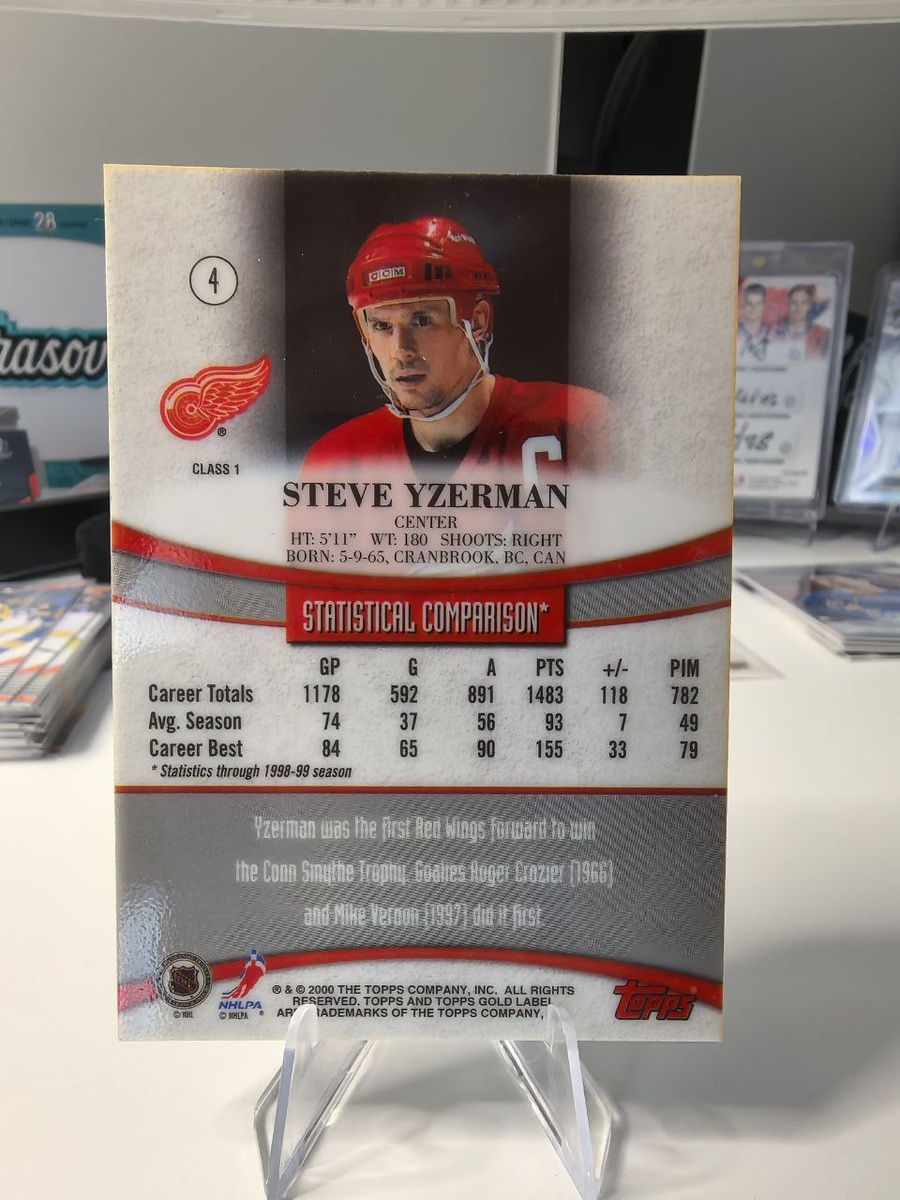 28
rasov
4
CCM
C
®
CLASS 1
STEVE YZERMAN
CENTER
HT: 5'11" WT: 180 SHOOTS: RIGHT
BORN: 5-9-65, CRANBROOK, BC, CAN
STATISTICAL COMPARISON*
GP G A PTS +/- PIM
Career Totals 1178 592 891 1483 118 782
Avg. Season 74 37 56 93 7 49
Career Best 84 65 90 155 33 79
* Statistics through 1998-99 season
Yzerman was the first Red Wings forward to win
the Conn Smythe Trophy. Goalies Roger Crozier (1966)
and Mike Vernon (1997) did it first.
NHL
© NHL
NHLPA
© NHLPA ®
® & © 2000 THE TOPPS COMPANY, INC. ALL RIGHTS
RESERVED. TOPPS AND TOPPS GOLD LABEL
TRADEMARKS OF THE TOPPS COMPANY,
TOPPS